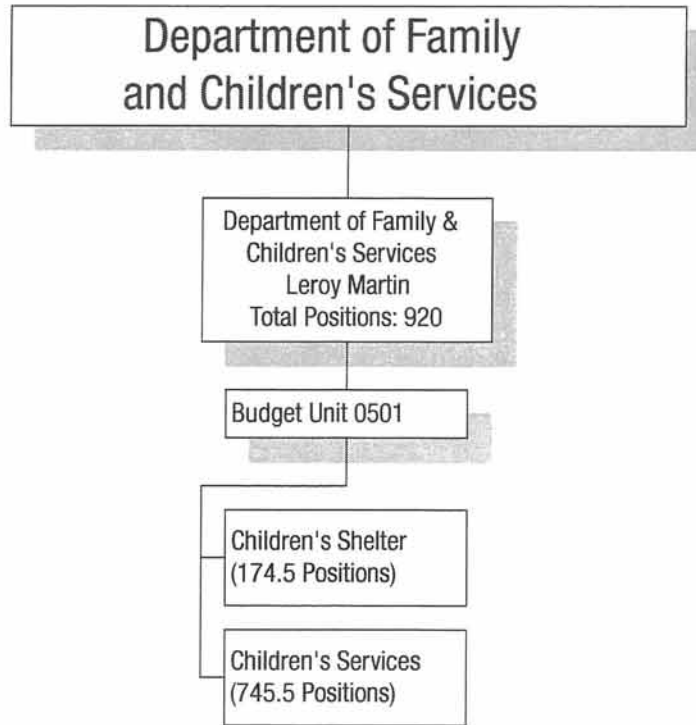 Department of Family
and Children's Services
Department of Family &
Children's Services
Leroy Martin
Total Positions: 920
Budget Unit 0501
Children's Shelter
(174.5 Positions)
Children's Services
(745.5 Positions)